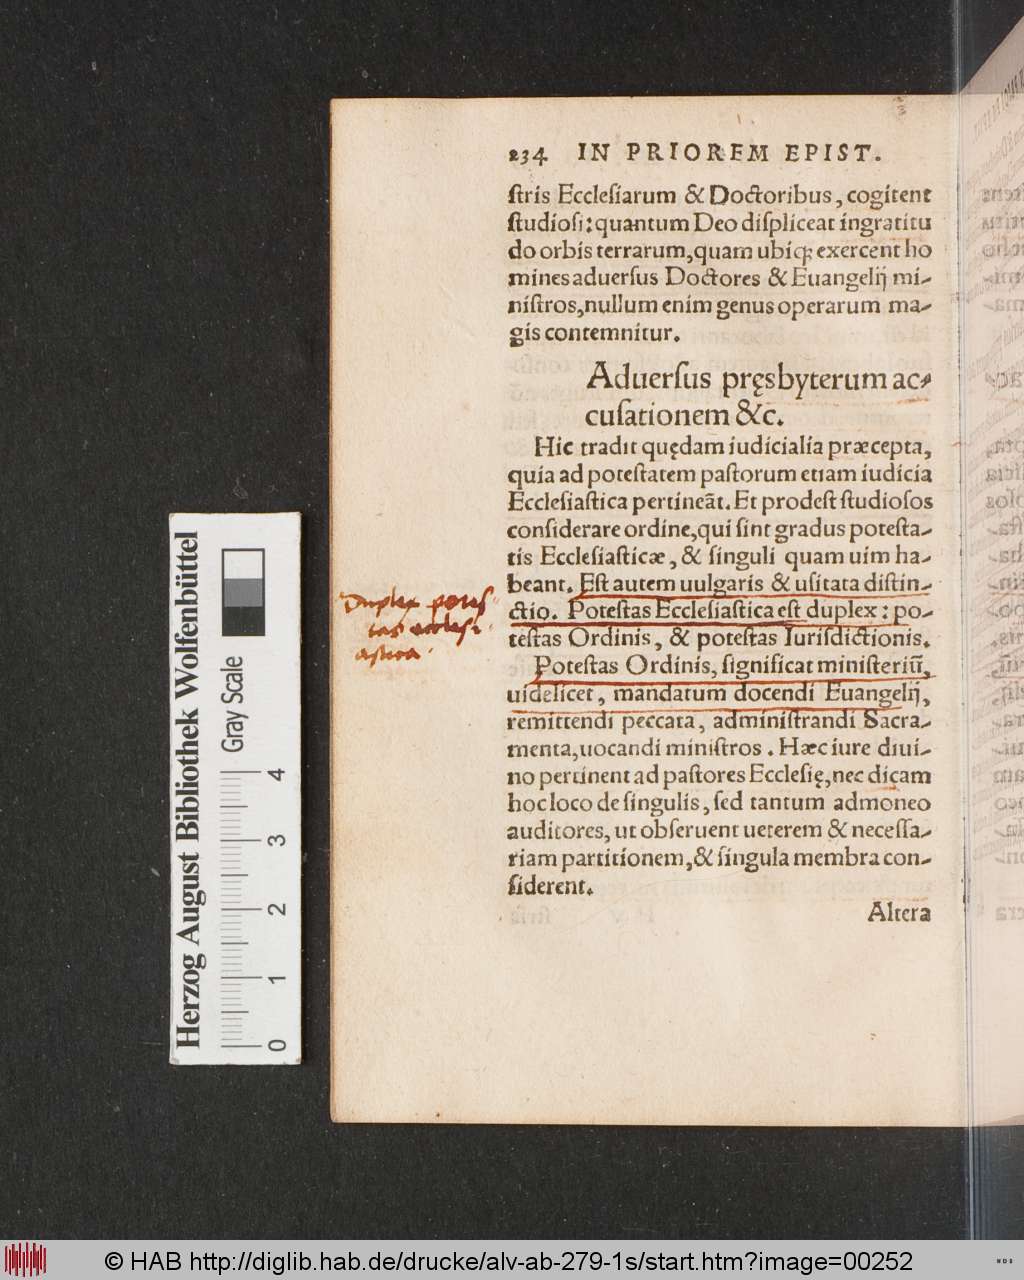 234 IN PRIOREM EPIST.
ſtris Eccleſiarum & Doctoribus, cogitent
ſtudioſi: quantum Deo diſpliceat ingratitu
do orbis terrarum, quam ubiq; exercent ho
mines aduerſus Doctores & Euangelij mi-
niſtros, nullum enim genus operarum ma-
gis contemnitur.
Aduerſus pręsbyterum ac-
cuſationem &c.
Hic tradit quędam iudicialia præcepta,
quia ad poteſtatem paſtorum etiam iudicia
Eccleſiaſtica pertineãt. Et prodeſt ſtudioſos
conſiderare ordine, qui ſint gradus poteſta-
tis Eccleſiaſticæ, & ſinguli quam uim ha-
beant. Eſt autem uulgaris & uſitata diſtin-
ctio. Poteſtas Eccleſiaſtica eſt duplex: po-
teſtas Ordinis, & poteſtas Iurisdictionis.
Poteſtas Ordinis, ſignificat miniſteriũ,
uidelicet, mandatum docendi Euangelij,
remittendi peccata, adminiſtrandi Sacra-
menta, uocandi miniſtros. Hæc iure diui-
no pertinent ad paſtores Eccleſię, nec dicam
hoc loco de ſingulis, ſed tantum admoneo
auditores, ut obſeruent ueterem & neceſſa-
riam partitionem, & ſingula membra con-
ſiderent.
Altera
Duplex potes
tas ecclesi
astica.
Herzog August Bibliothek Wolfenbüttel
Gray Scale
0 1 2 3 4
© HAB http://diglib.hab.de/drucke/alv-ab-279-1s/start.htm?image=00252